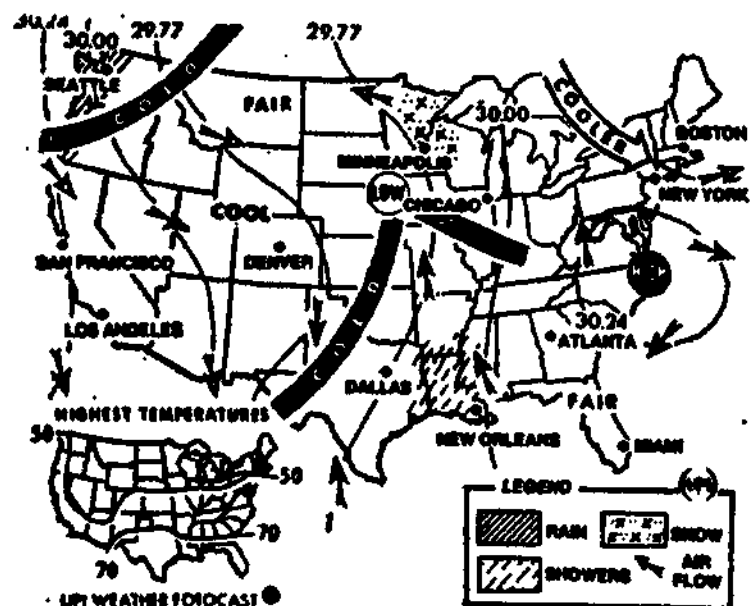 30.24
30.00
29.77
29.77
SEATTLE
COLD
FAIR
30.00
COOLER
BOSTON
MINNEAPOLIS
NEW YORK
LOW
CHICAGO
COOL
SAN FRANCISCO
DENVER
COLD
LOS ANGELES
30.24
ATLANTA
DALLAS
FAIR
NEW ORLEANS
MIAMI
HIGHEST TEMPERATURES
50
50
70
70
LEGEND
UPI
RAIN
SNOW
SHOWERS
AIR
FLOW
UPI WEATHER FOTOCAST